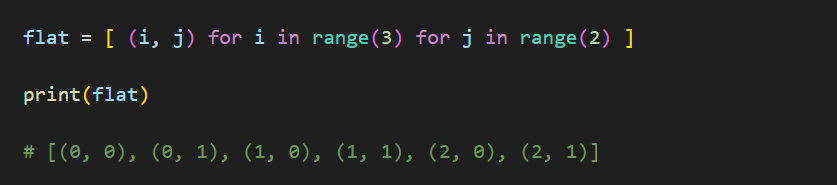 flat = [ (i, j) for i in range(3) for j in range(2) ]
print(flat)
# [(0, 0), (0, 1), (1, 0), (1, 1), (2, 0), (2, 1)]